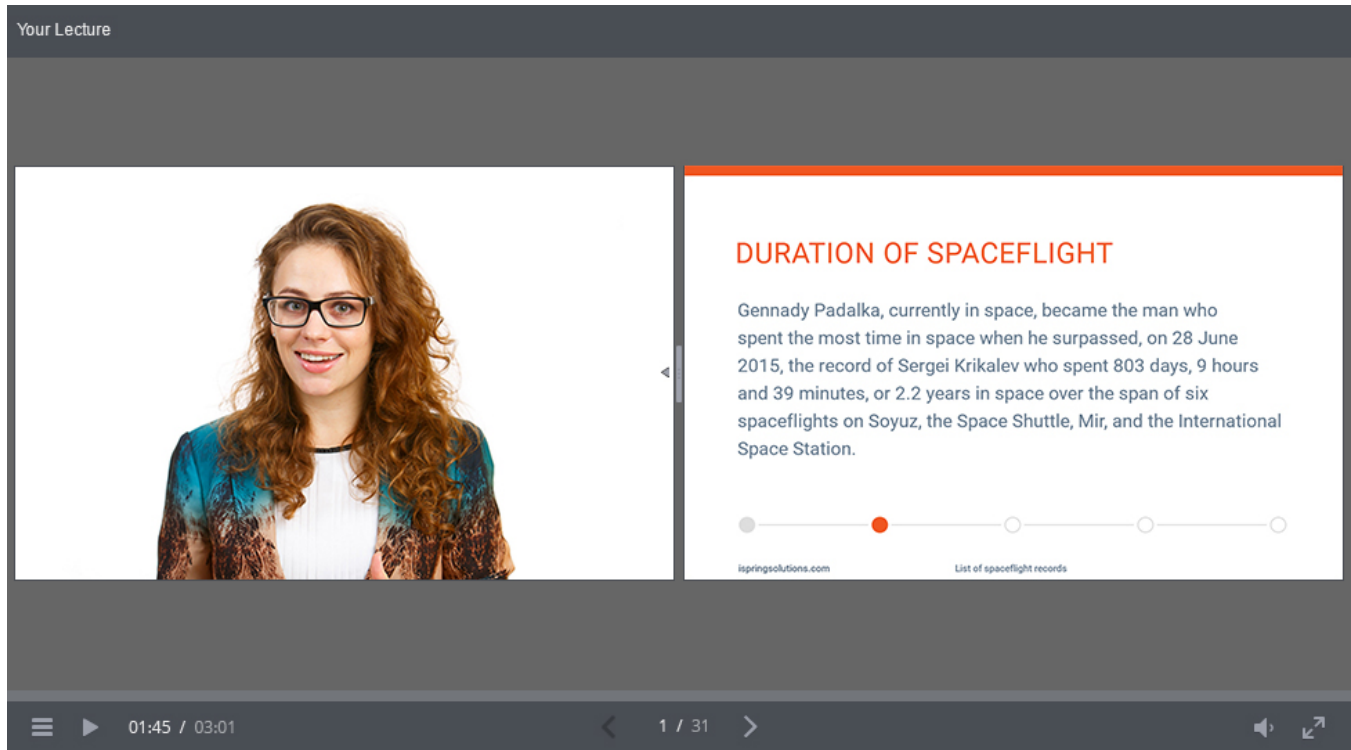 Your Lecture
DURATION OF SPACEFLIGHT
Gennady Padalka, currently in space, became the man who
spent the most time in space when he surpassed, on 28 June
2015, the record of Sergei Krikalev who spent 803 days, 9 hours
and 39 minutes, or 2.2 years in space over the span of six
spaceflights on Soyuz, the Space Shuttle, Mir, and the International
Space Station.
ispringsolutions.com
List of spaceflight records
01:45 / 03:01
1 / 31